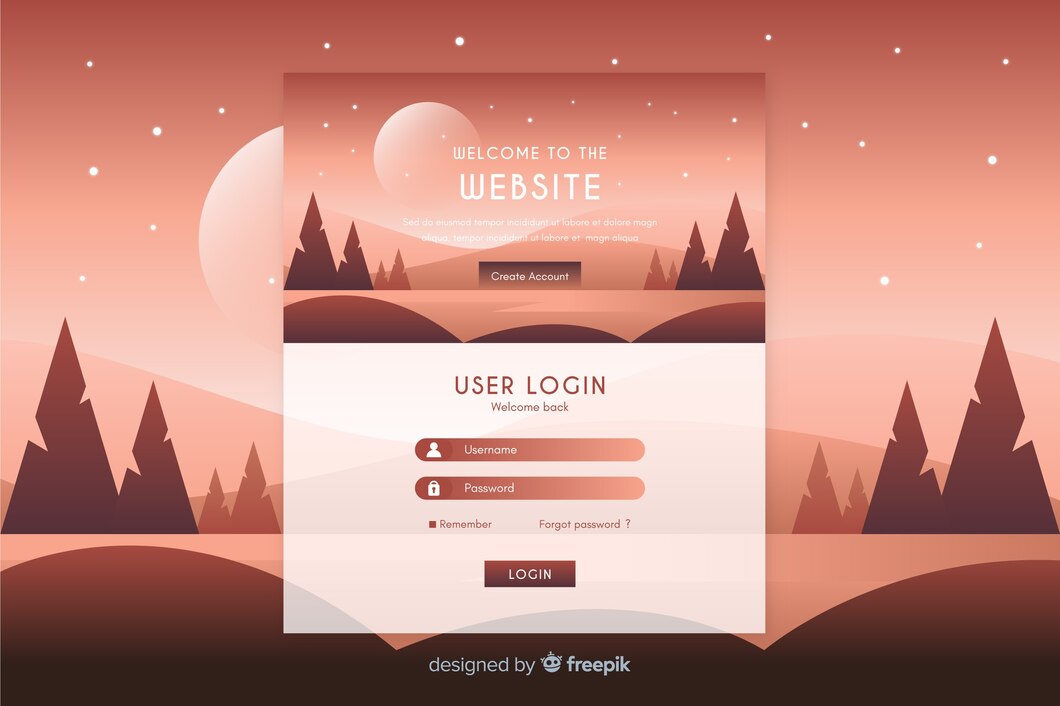 WELCOME TO THE
WEBSITE
Sed do eiusmod tempor incididunt ut labore et dolore magn
aliqua, tempor incidident ut labore et magn aliqua
Create Account
USER LOGIN
Welcome back
Username
Password
Remember Forgot password ?
LOGIN
designed by freepik